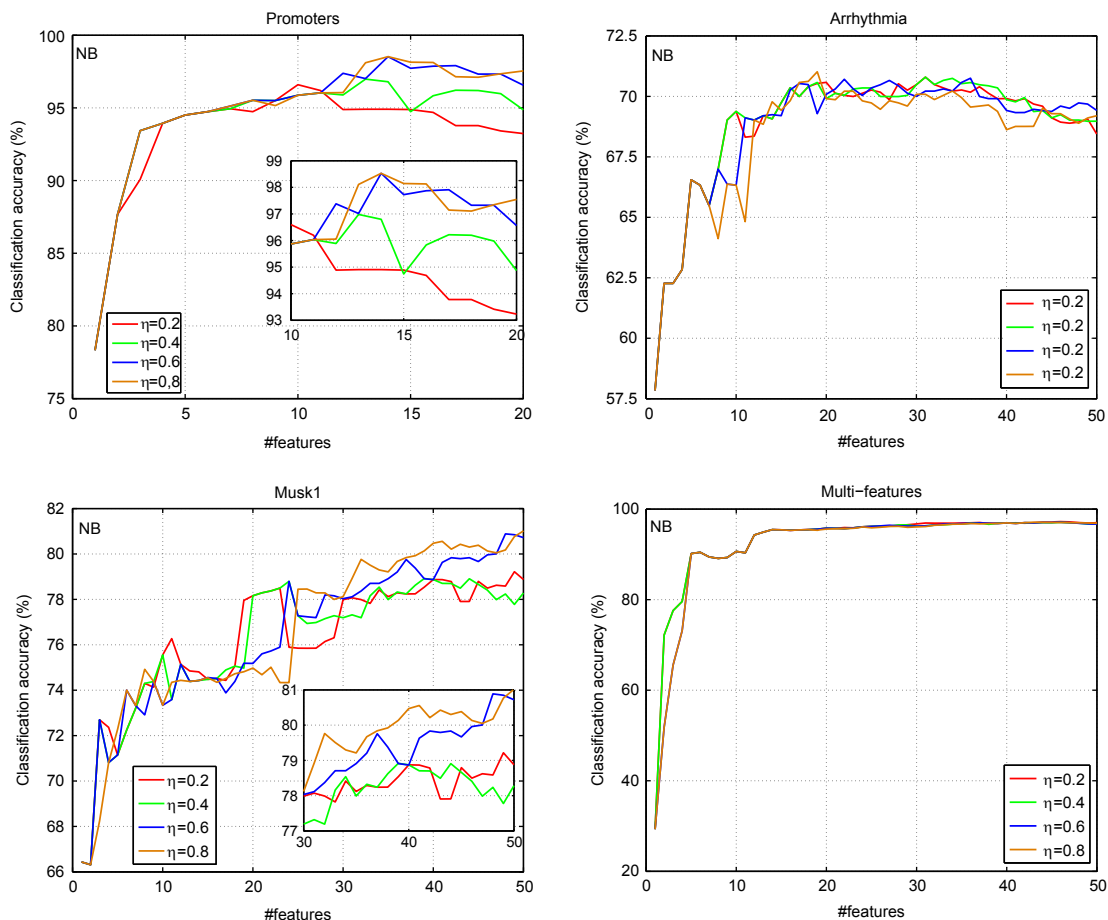 Promoters
NB
Classification accuracy (%)
100
95
90
85
80
75
0
5
10
15
20
#features
η=0.2
η=0.4
η=0.6
η=0,8
99
98
97
96
95
94
93
10
15
20
Arrhythmia
NB
Classification accuracy (%)
72.5
70
67.5
65
62.5
60
57.5
0
10
20
30
40
50
#features
η=0.2
η=0.2
η=0.2
η=0.2
Musk1
NB
Classification accuracy (%)
82
80
78
76
74
72
70
68
66
0
10
20
30
40
50
#features
η=0.2
η=0.4
η=0.6
η=0.8
81
80
79
78
77
30
40
50
Multi−features
NB
Classification accuracy (%)
100
80
60
40
20
0
10
20
30
40
50
#features
η=0.2
η=0.4
η=0.6
η=0.8